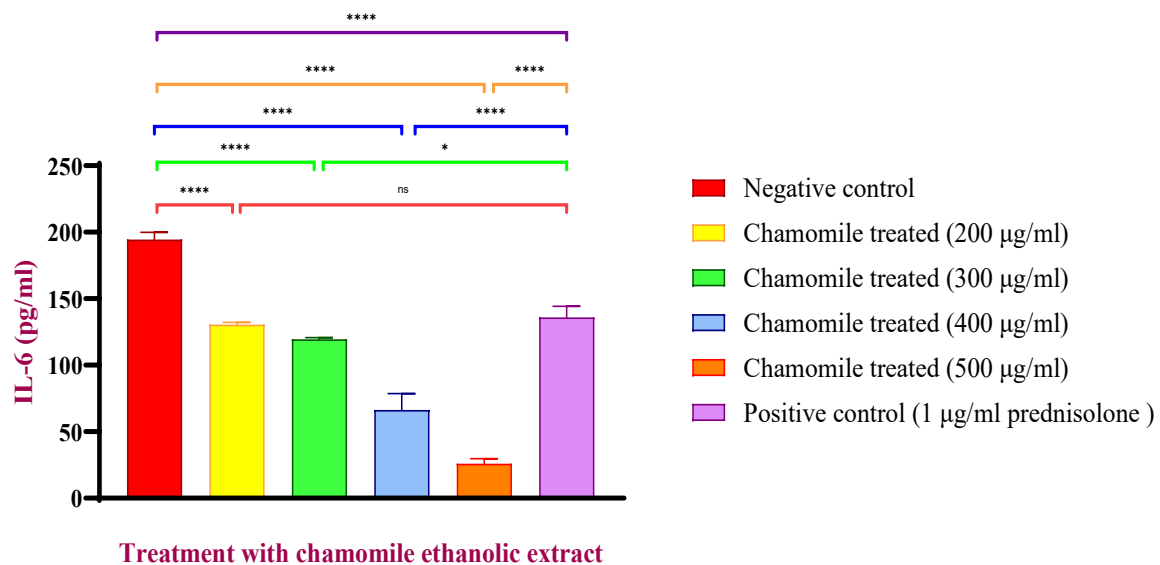 ****
**** ****
**** ****
**** *
**** ns
250
200
150
100
50
0
IL-6 (pg/ml)
Treatment with chamomile ethanolic extract
Negative control
Chamomile treated (200 μg/ml)
Chamomile treated (300 μg/ml)
Chamomile treated (400 μg/ml)
Chamomile treated (500 μg/ml)
Positive control (1 μg/ml prednisolone )